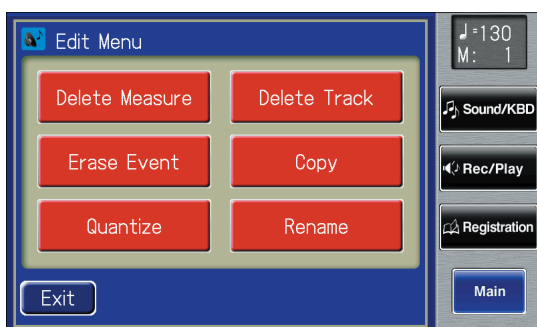 Edit Menu
Delete Measure
Delete Track
Erase Event
Copy
Quantize
Rename
Exit
♩=130
M: 1
Sound/KBD
Rec/Play
Registration
Main